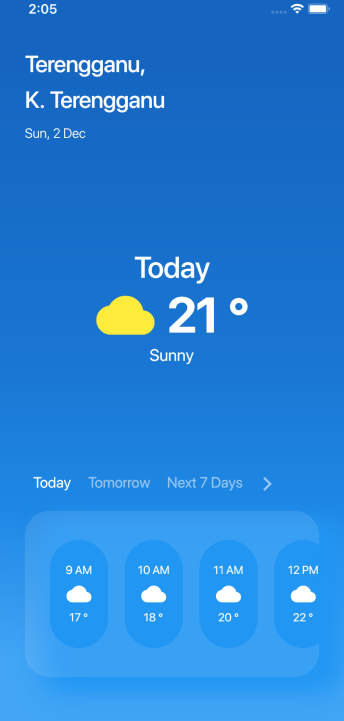 2:05
Terengganu,
K. Terengganu
Sun, 2 Dec
Today
21 °
Sunny
Today Tomorrow Next 7 Days
9 AM 10 AM 11 AM 12 PM
17 ° 18 ° 20 ° 22 °